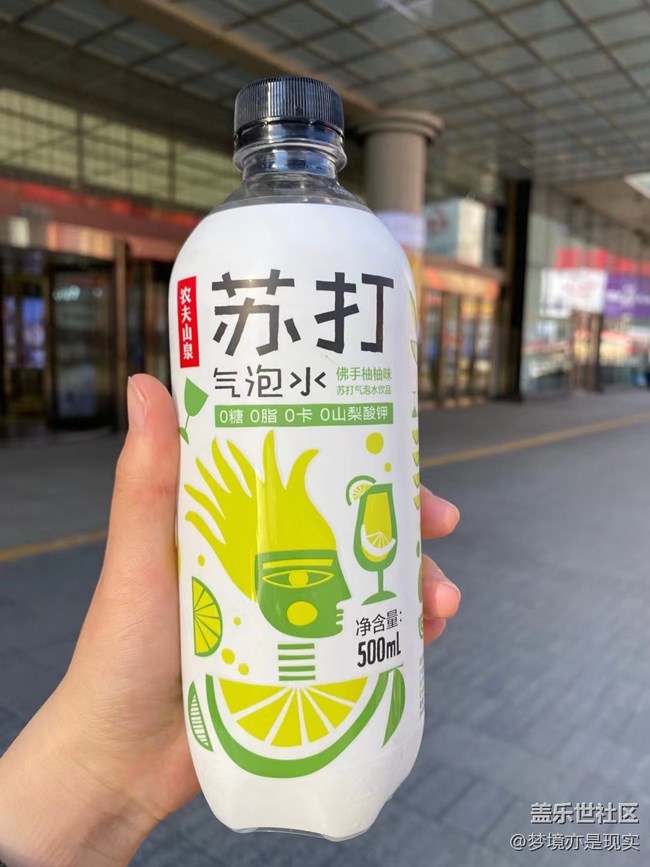 农夫山泉
苏打
气泡水
佛手柚柚味
苏打气泡水饮品
0糖 0脂 0卡 0山梨酸钾
净含量:
500mL
盖乐世社区
@梦境亦是现实